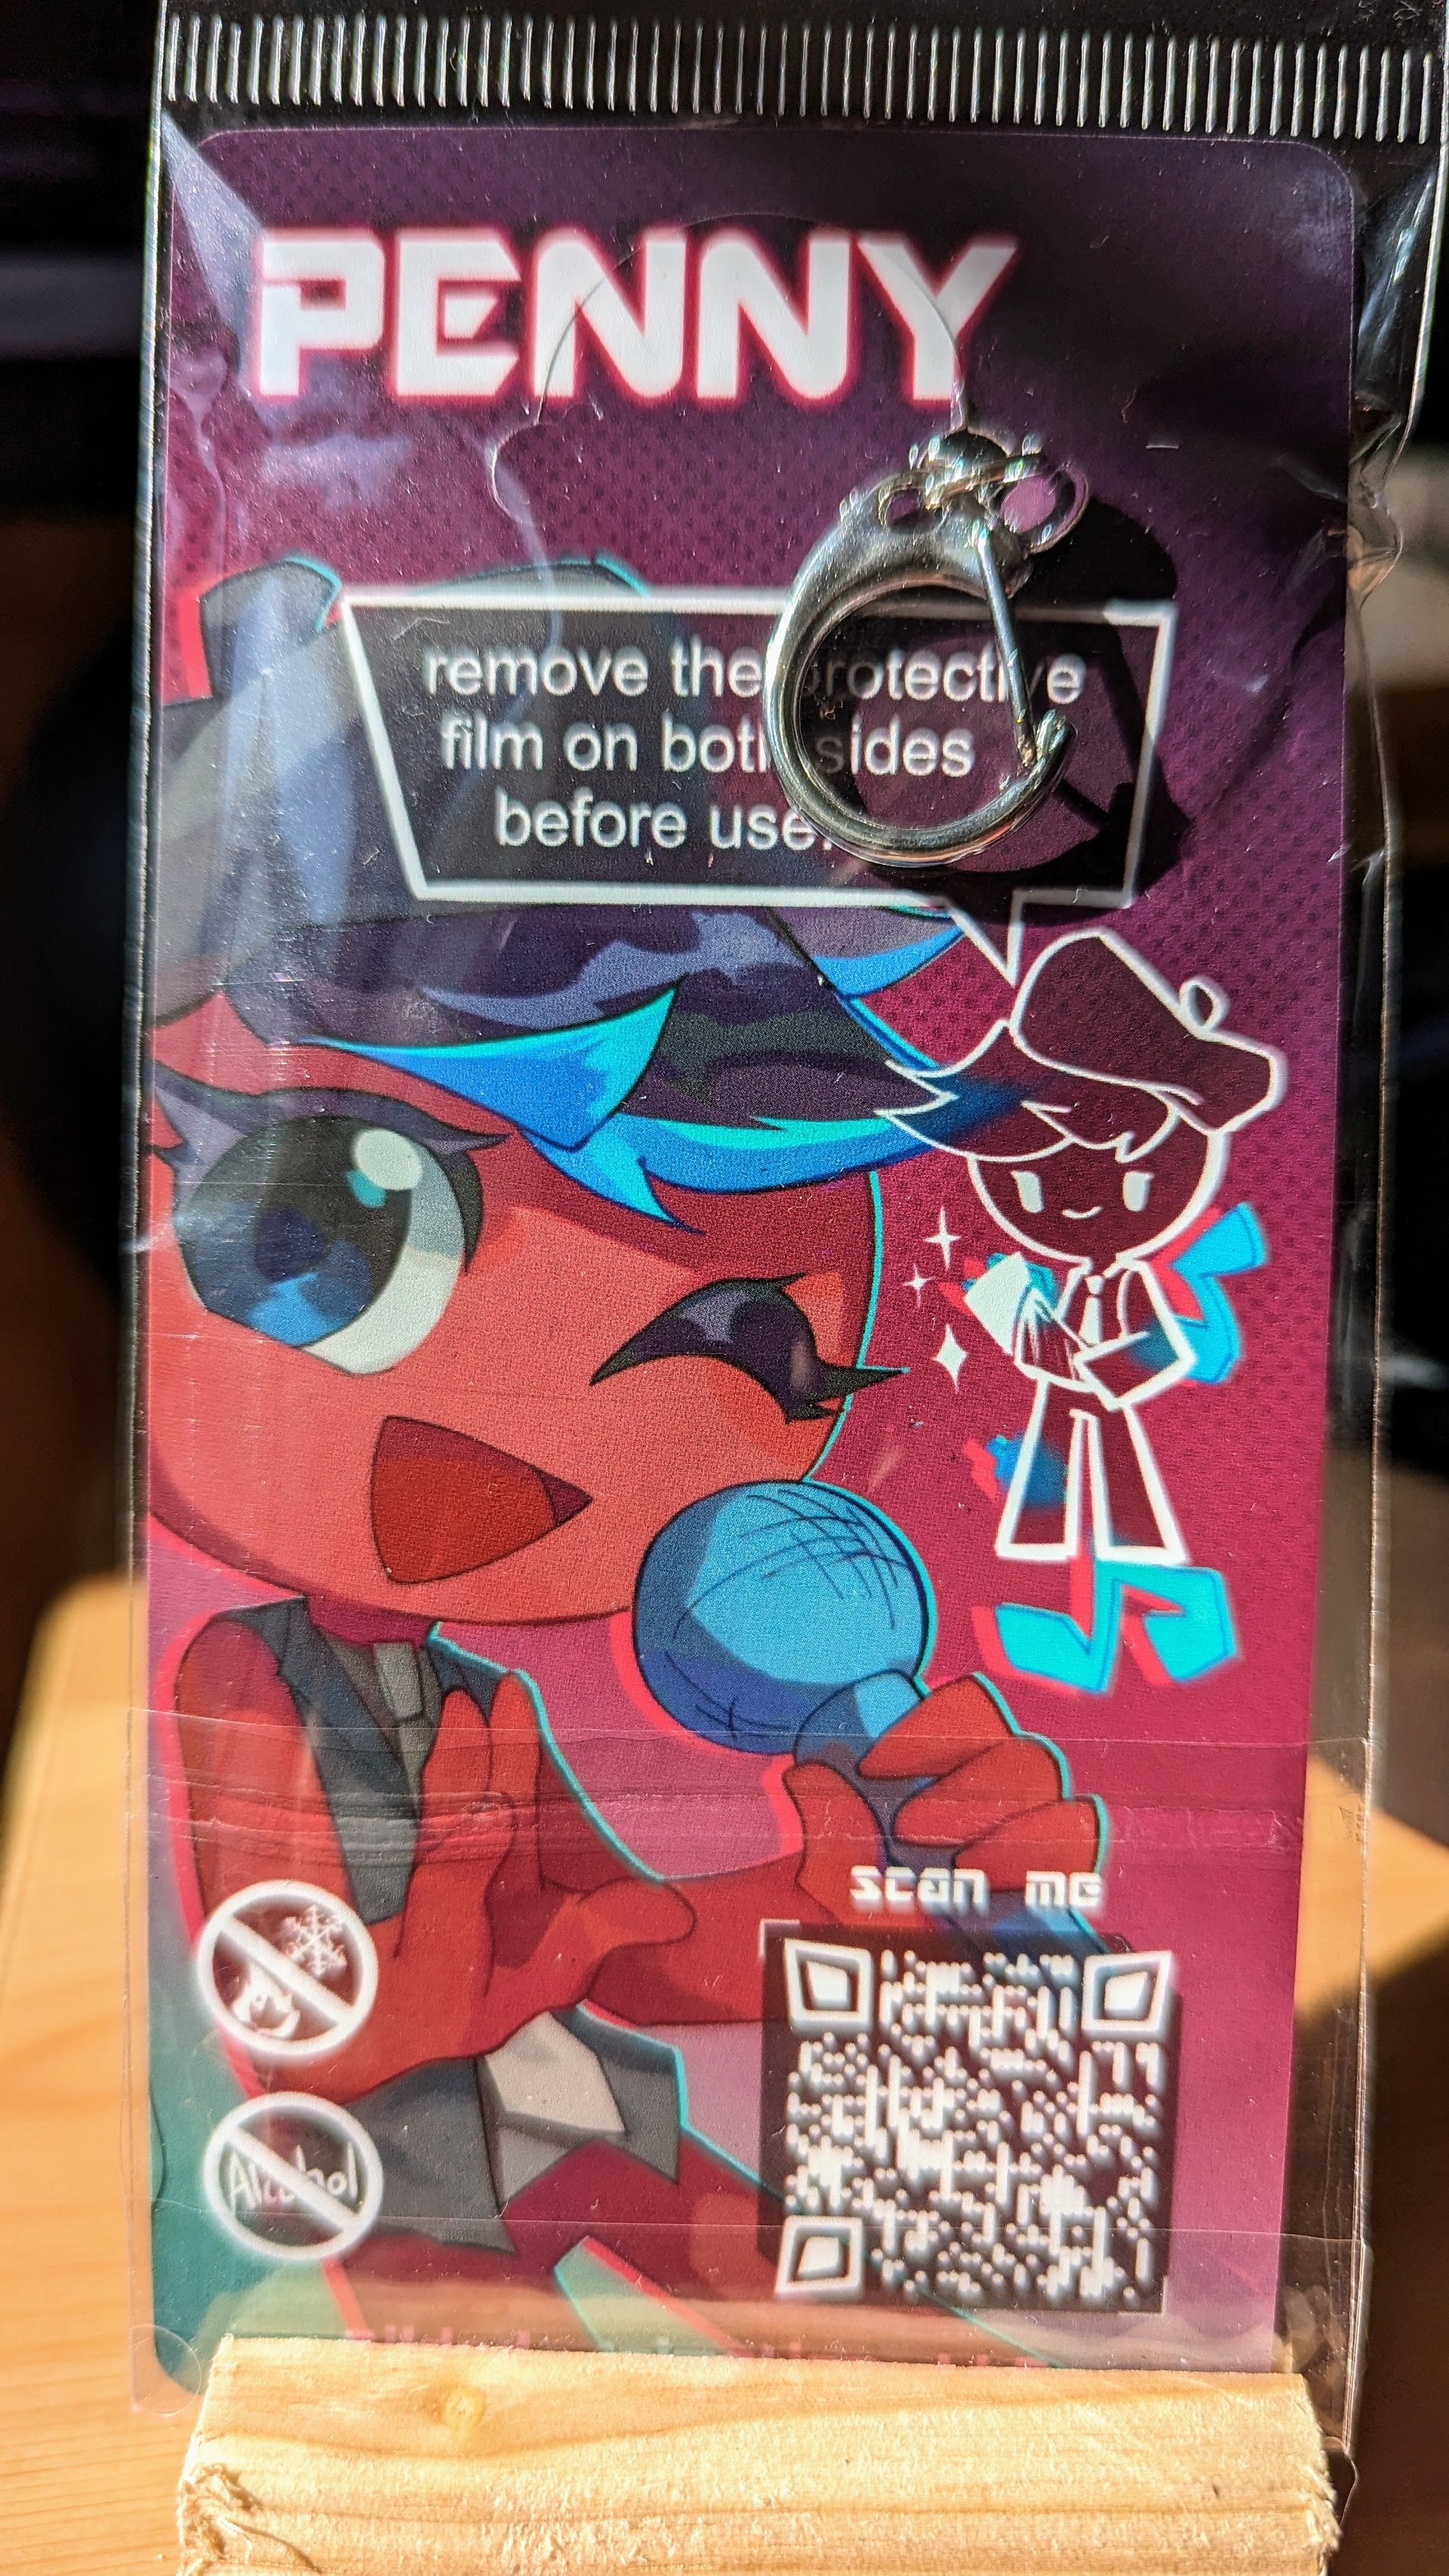 PENNY
remove the protective
film on both sides
before use.
scan me
Alcohol